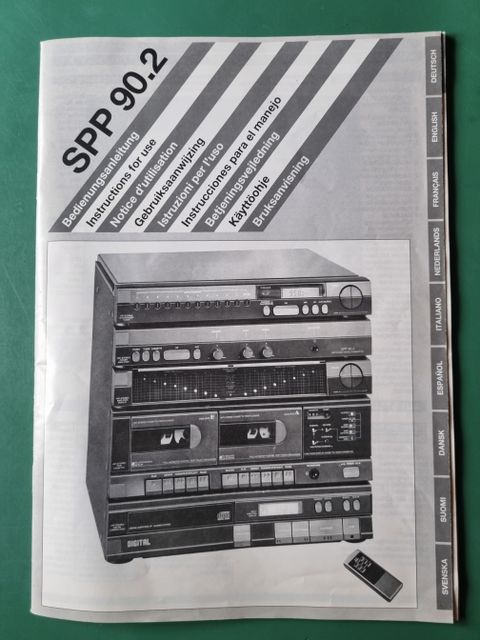 SPP 90.2
Bedienungsanleitung
Instructions for use
Notice d'utilisation
Gebruiksaanwijzing
Istruzioni per l'uso
Instrucciones para el manejo
Betjeningsvejledning
Käyttöohje
Bruksanvisning
DEUTSCH
ENGLISH
FRANÇAIS
NEDERLANDS
ITALIANO
ESPAÑOL
DANSK
SUOMI
SVENSKA
DIGITAL